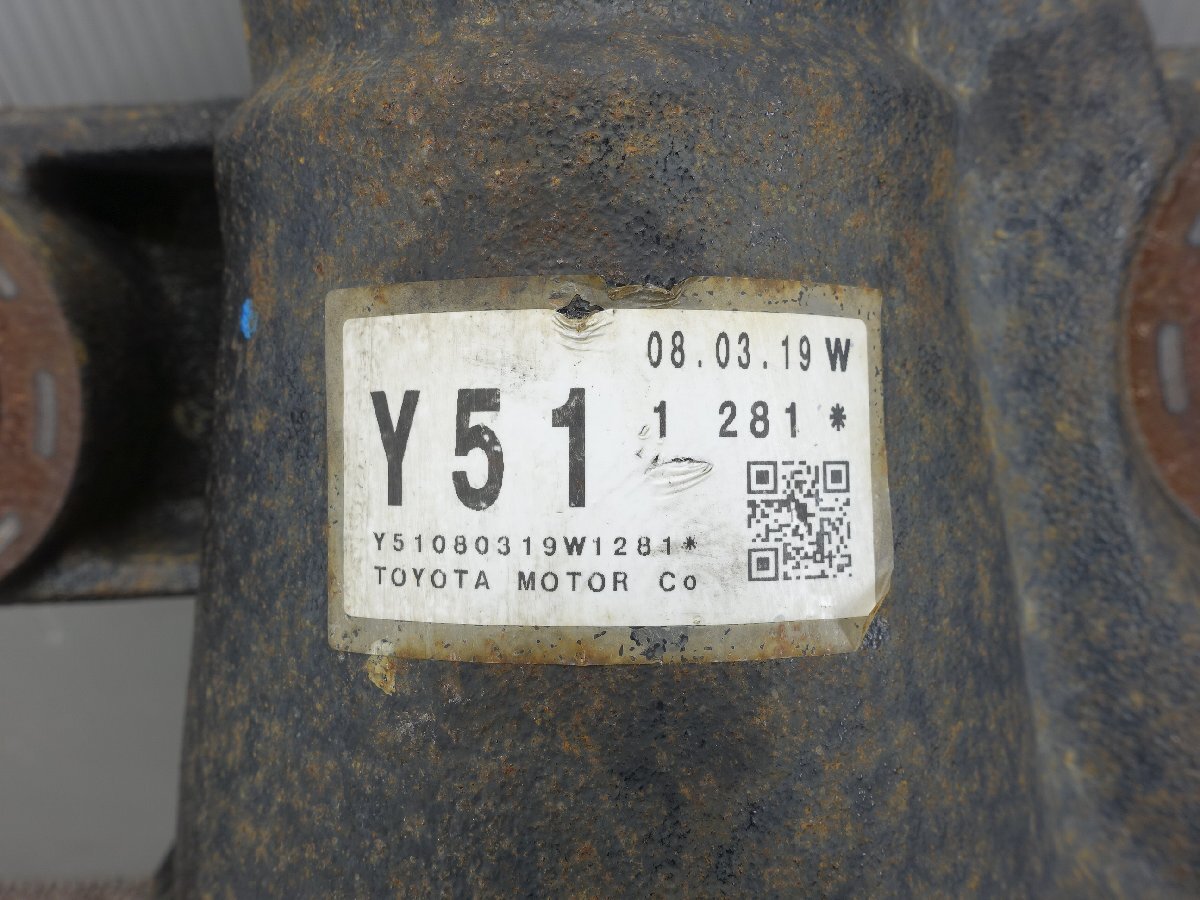 08.03.19 W
Y51 1 281 *
Y51080319W1281*
TOYOTA MOTOR Co